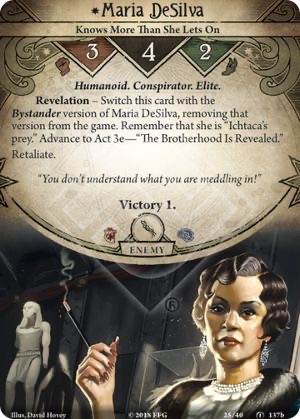 *Maria DeSilva
Knows More Than She Lets On
3 4 2
Humanoid. Conspirator. Elite.
Revelation – Switch this card with the
Bystander version of Maria DeSilva, removing that
version from the game. Remember that she is “Ichtaca’s
prey.” Advance to Act 3e—“The Brotherhood Is Revealed.”
Retaliate.
“You don’t understand what you are meddling in!”
Victory 1.
ENEMY
®
Illus. David Hovey © 2018 FFG 25/40 137b